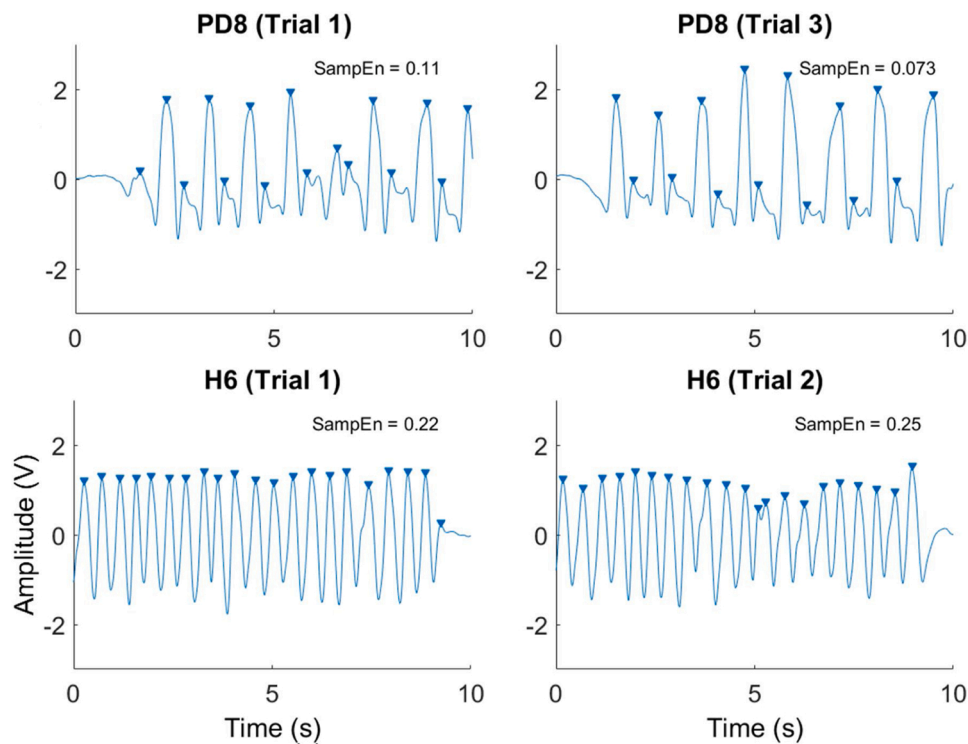 PD8 (Trial 1)
SampEn = 0.11
2
0
-2
0
5
10
PD8 (Trial 3)
SampEn = 0.073
2
0
-2
0
5
10
H6 (Trial 1)
SampEn = 0.22
Amplitude (V)
2
0
-2
0
5
10
Time (s)
H6 (Trial 2)
SampEn = 0.25
2
0
-2
0
5
10
Time (s)